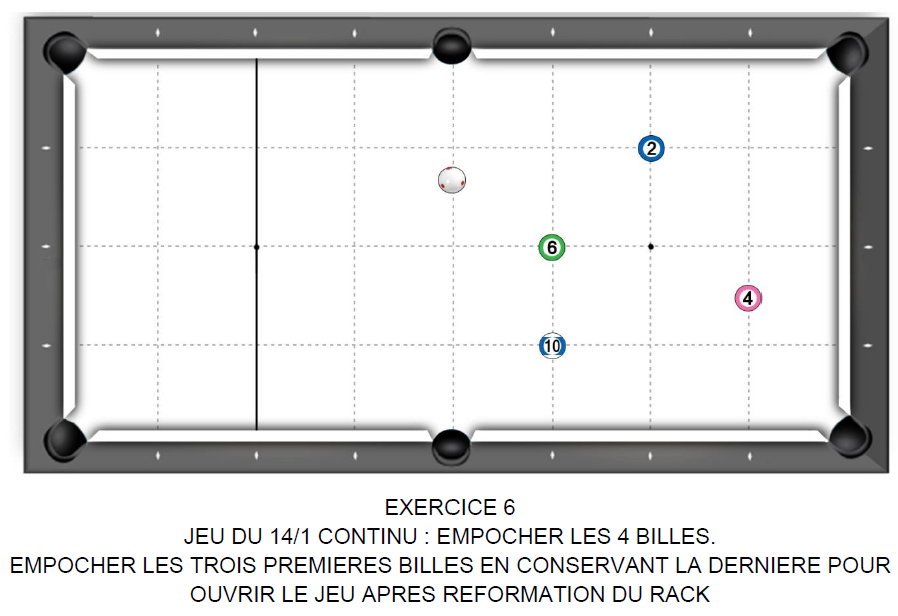 2
6
4
10
EXERCICE 6
JEU DU 14/1 CONTINU : EMPOCHER LES 4 BILLES.
EMPOCHER LES TROIS PREMIERES BILLES EN CONSERVANT LA DERNIERE POUR
OUVRIR LE JEU APRES REFORMATION DU RACK